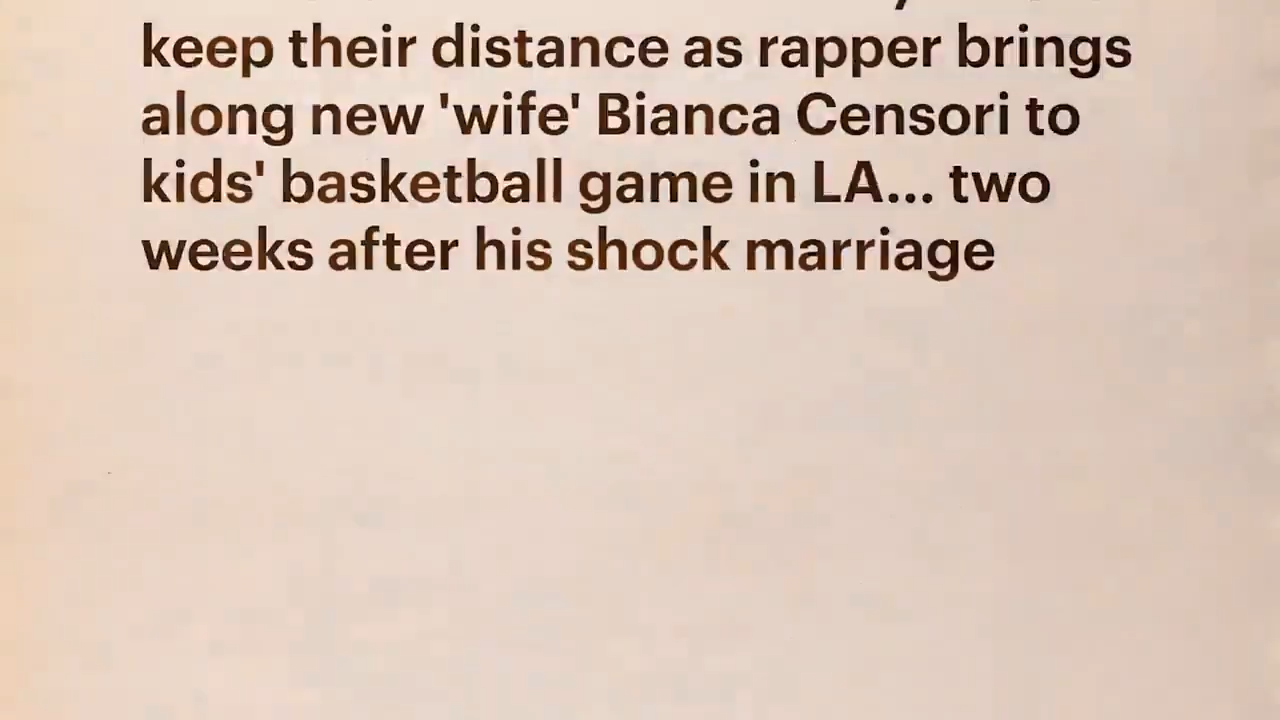 keep their distance as rapper brings
along new 'wife' Bianca Censori to
kids' basketball game in LA... two
weeks after his shock marriage